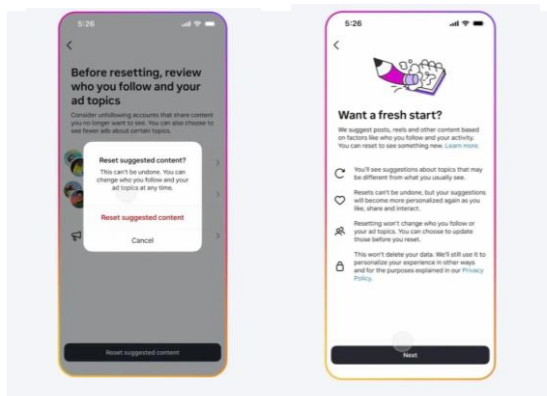 5:26
Before resetting, review
who you follow and your
ad topics
Consider unfollowing accounts that share content
you no longer want to see. You can also choose to
see fewer ads about certain topics.
Reset suggested content?
This can't be undone. You can
change who you follow and your
ad topics at any time.
Reset suggested content
Cancel
Reset suggested content
5:26
Want a fresh start?
We suggest posts, reels and other content based
on factors like who you follow and your activity.
You can reset to see something new. Learn more
You'll see suggestions about topics that may
be different from what you usually see.
Resets can't be undone, but your suggestions
will become more personalized again as you
like, share and interact.
Resetting won't change who you follow or
your ad topics. You can choose to update
those before you reset.
This won't delete your data. We'll still use it to
personalize your experience in other ways
and for the purposes explained in our Privacy
Policy.
Next